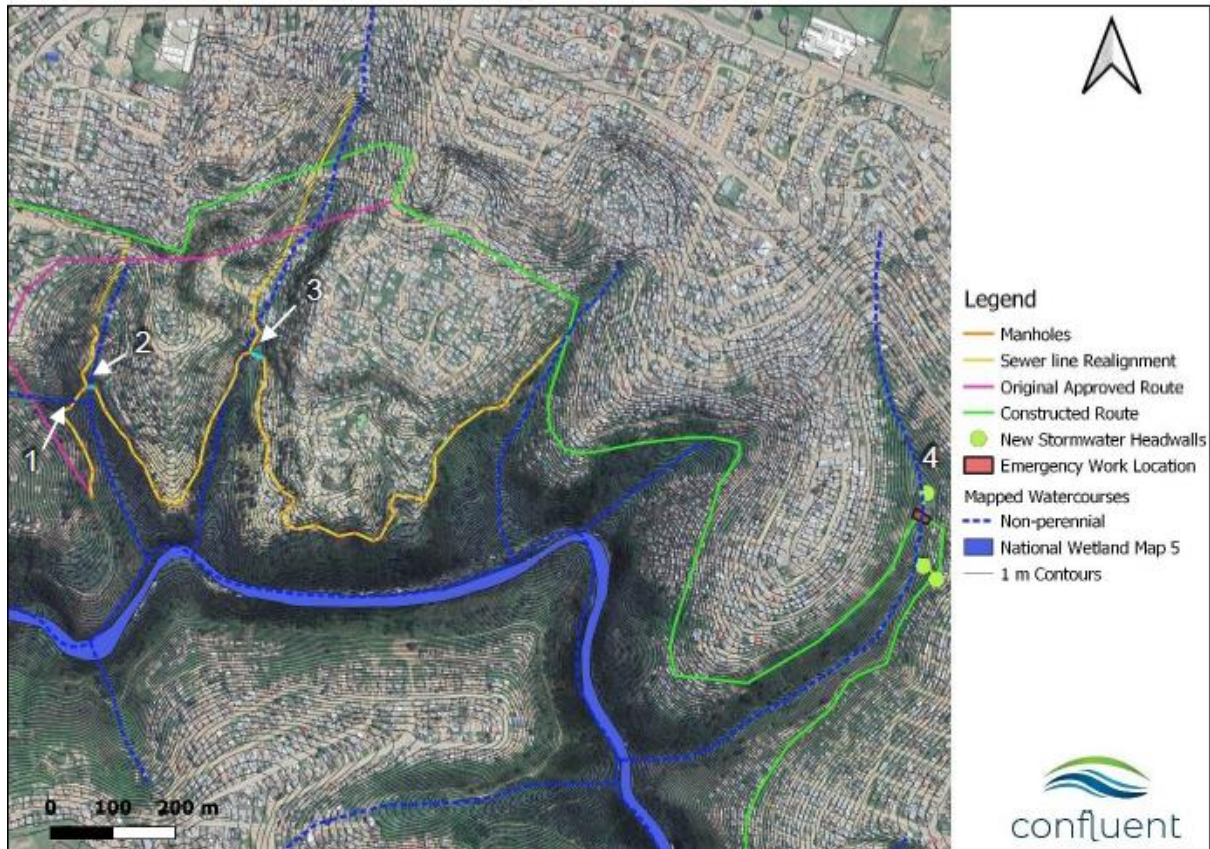 1
2
3
4
0 100 200 m
Legend
Manholes
Sewer line Realignment
Original Approved Route
Constructed Route
New Stormwater Headwalls
Emergency Work Location
Mapped Watercourses
Non-perennial
National Wetland Map 5
1 m Contours
confluent